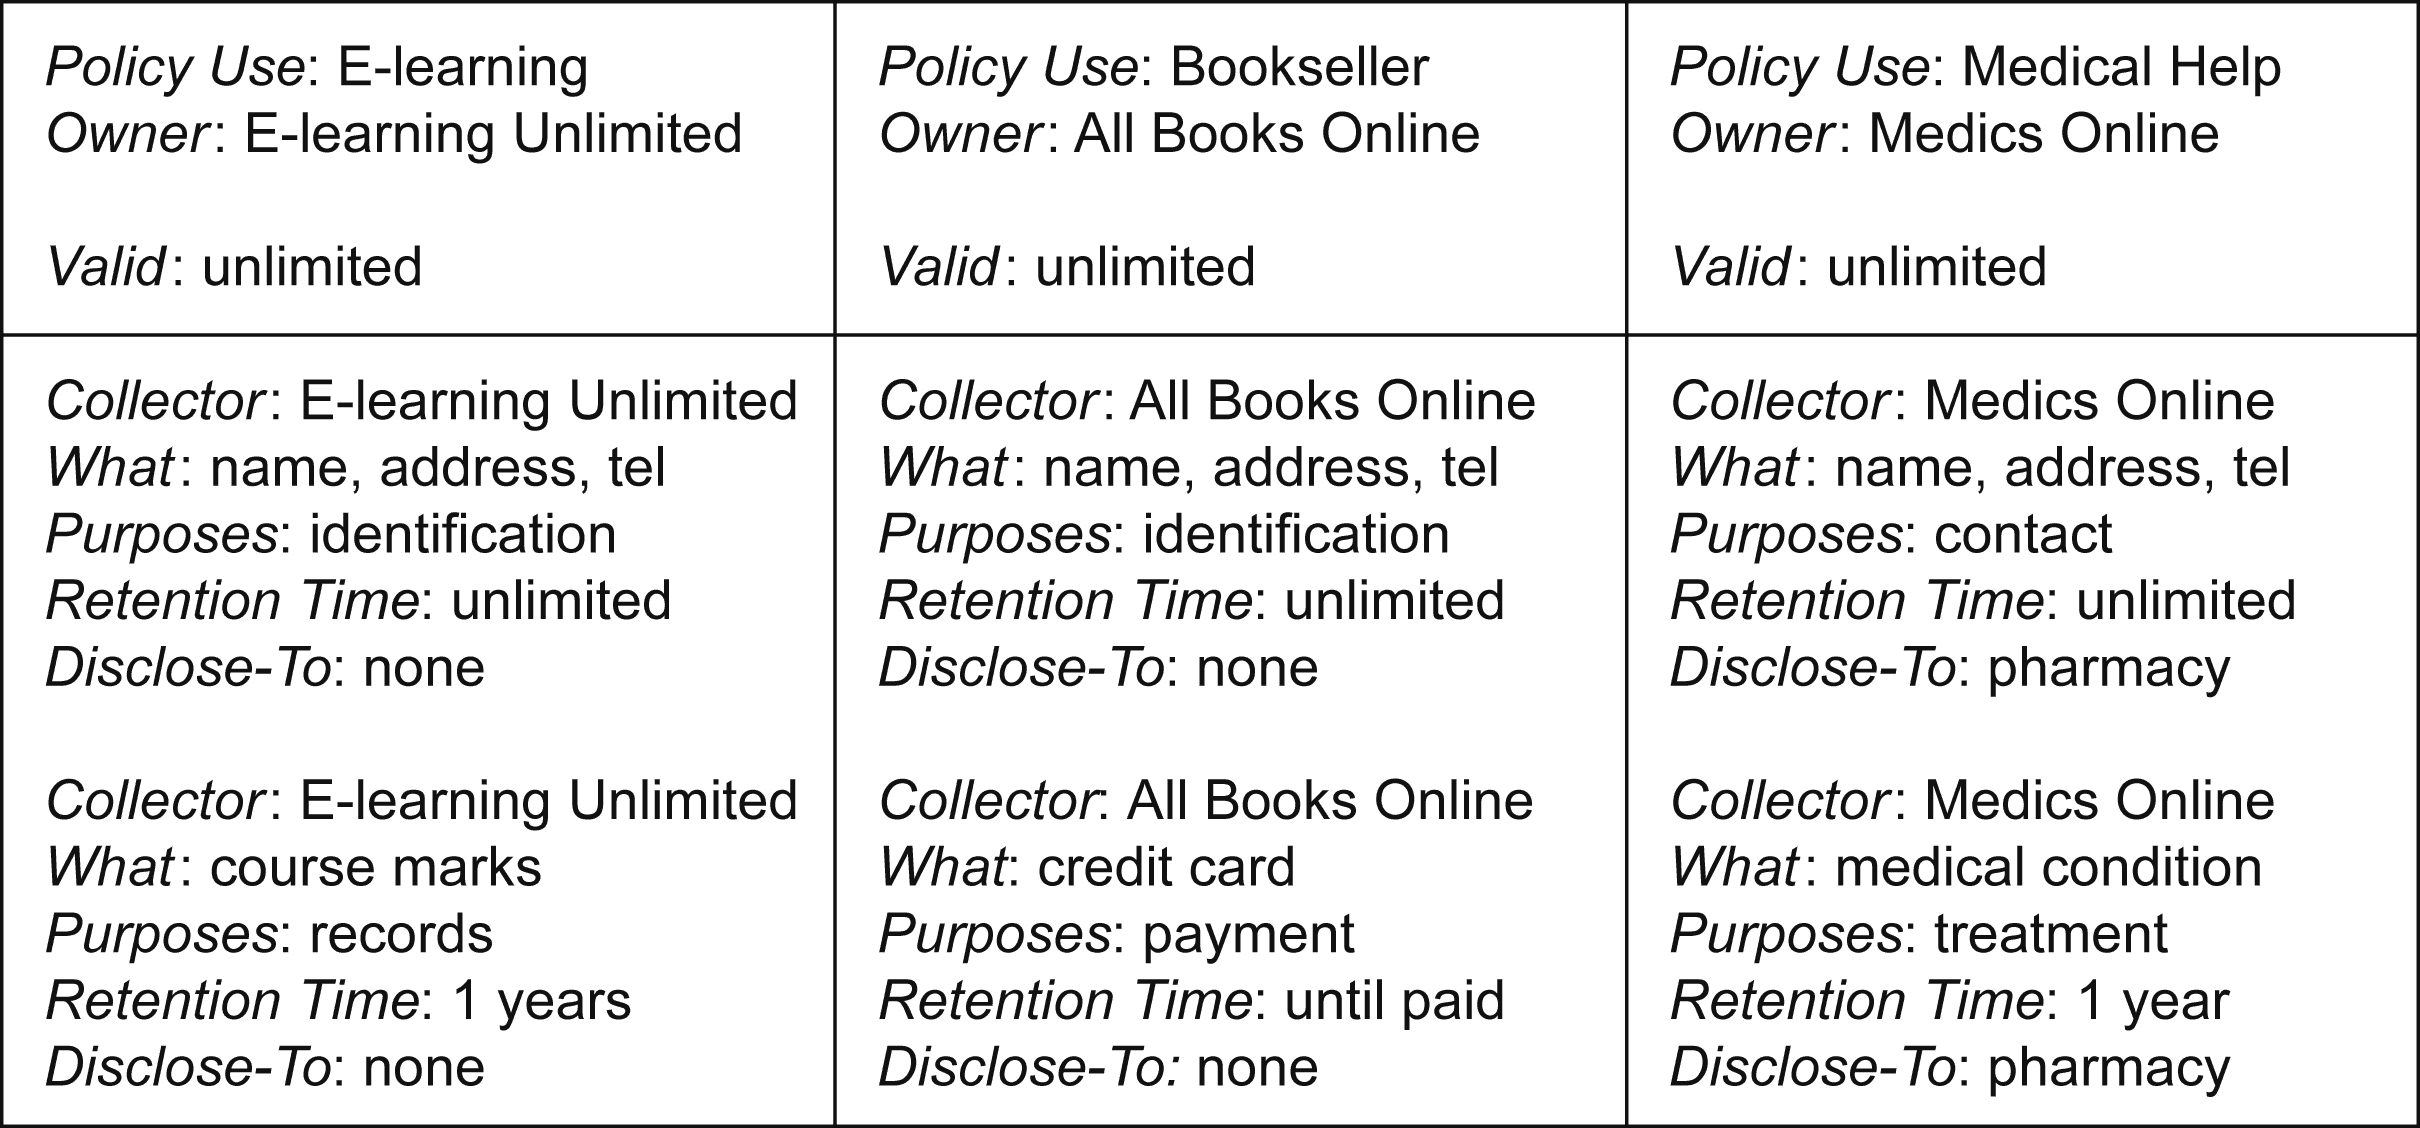 Policy Use: E-learning
Owner: E-learning Unlimited
Valid: unlimited
Policy Use: Bookseller
Owner: All Books Online
Valid: unlimited
Policy Use: Medical Help
Owner: Medics Online
Valid: unlimited
Collector: E-learning Unlimited
What: name, address, tel
Purposes: identification
Retention Time: unlimited
Disclose-To: none
Collector: E-learning Unlimited
What: course marks
Purposes: records
Retention Time: 1 years
Disclose-To: none
Collector: All Books Online
What: name, address, tel
Purposes: identification
Retention Time: unlimited
Disclose-To: none
Collector: All Books Online
What: credit card
Purposes: payment
Retention Time: until paid
Disclose-To: none
Collector: Medics Online
What: name, address, tel
Purposes: contact
Retention Time: unlimited
Disclose-To: pharmacy
Collector: Medics Online
What: medical condition
Purposes: treatment
Retention Time: 1 year
Disclose-To: pharmacy